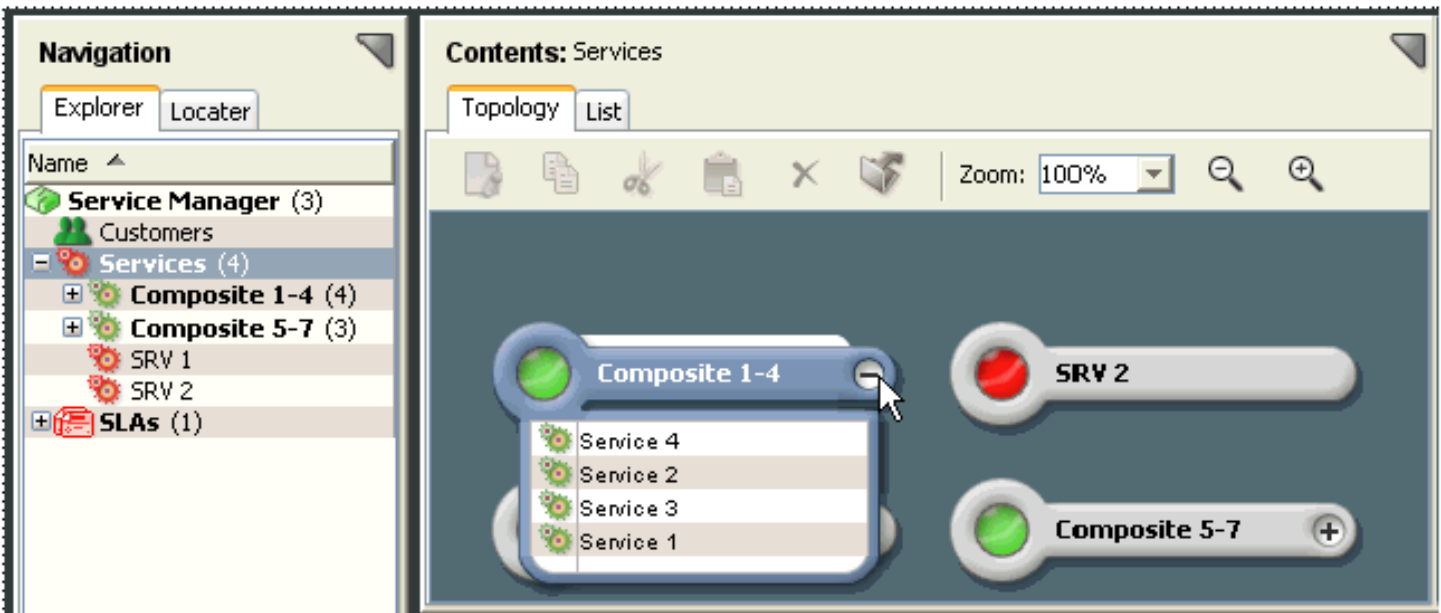 Navigation
Explorer Locater
Name
Service Manager (3)
Customers
Services (4)
Composite 1-4 (4)
Composite 5-7 (3)
SRV 1
SRV 2
SLAs (1)
Contents: Services
Topology List
Zoom: 100%
Composite 1-4
Service 4
Service 2
Service 3
Service 1
SRV 2
Composite 5-7